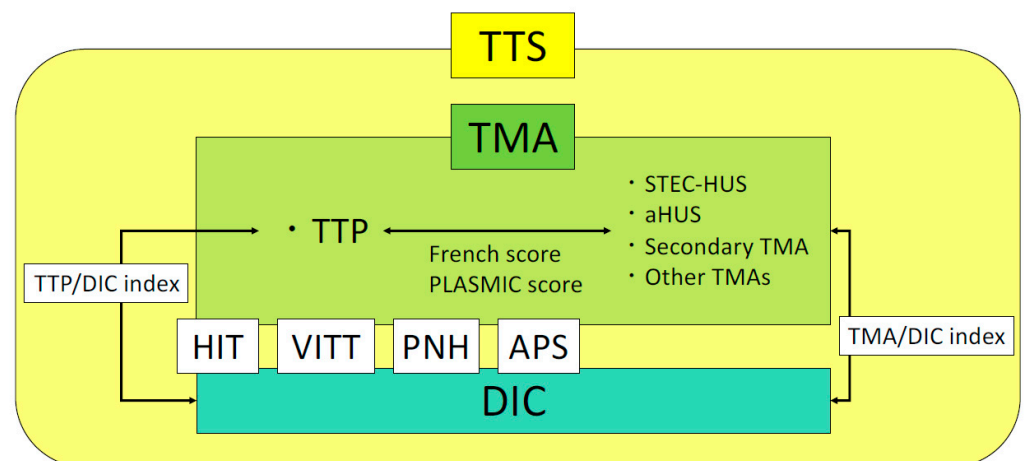 TTS
TMA
・ TTP
French score
PLASMIC score
・ STEC-HUS
・ aHUS
・ Secondary TMA
・ Other TMAs
TTP/DIC index
TMA/DIC index
HIT
VITT
PNH
APS
DIC